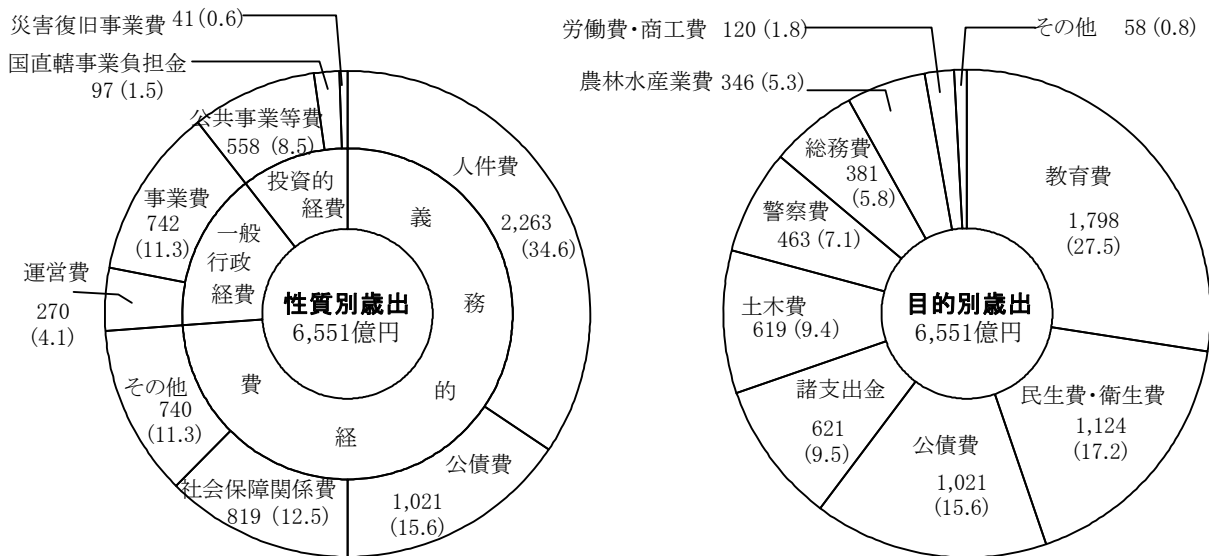 災害復旧事業費 41(0.6)
国直轄事業負担金
97 (1.5)
公共事業等費
558 (8.5)
事業費
742
(11.3)
運営費
270
(4.1)
その他
740
(11.3)
社会保障関係費
819 (12.5)
公債費
1,021
(15.6)
人件費
2,263
(34.6)
投資的
経費
一般
行政
経費
義
務
的
経
費
性質別歳出
6,551億円
労働費・商工費 120 (1.8)
その他 58 (0.8)
農林水産業費 346 (5.3)
総務費
381
(5.8)
警察費
463 (7.1)
土木費
619 (9.4)
諸支出金
621
(9.5)
公債費
1,021
(15.6)
民生費・衛生費
1,124
(17.2)
教育費
1,798
(27.5)
目的別歳出
6,551億円